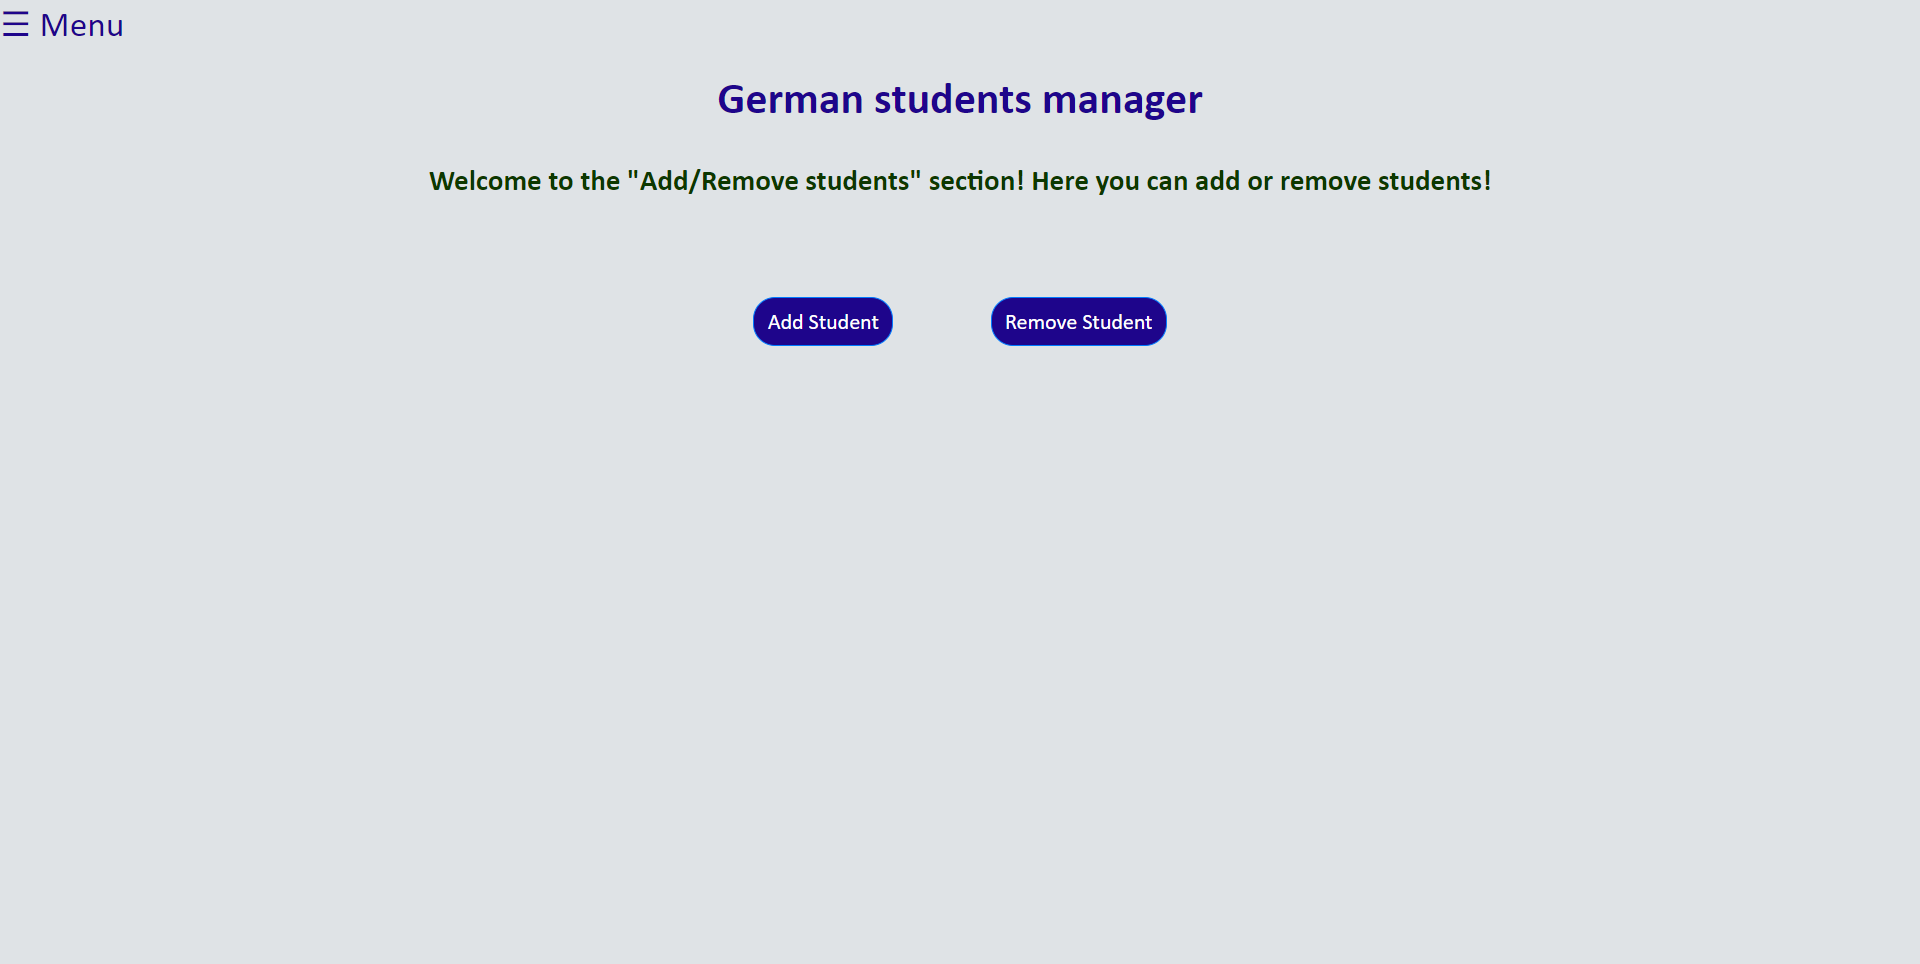 ☰ Menu
German students manager
Welcome to the "Add/Remove students" section! Here you can add or remove students!
Add Student
Remove Student